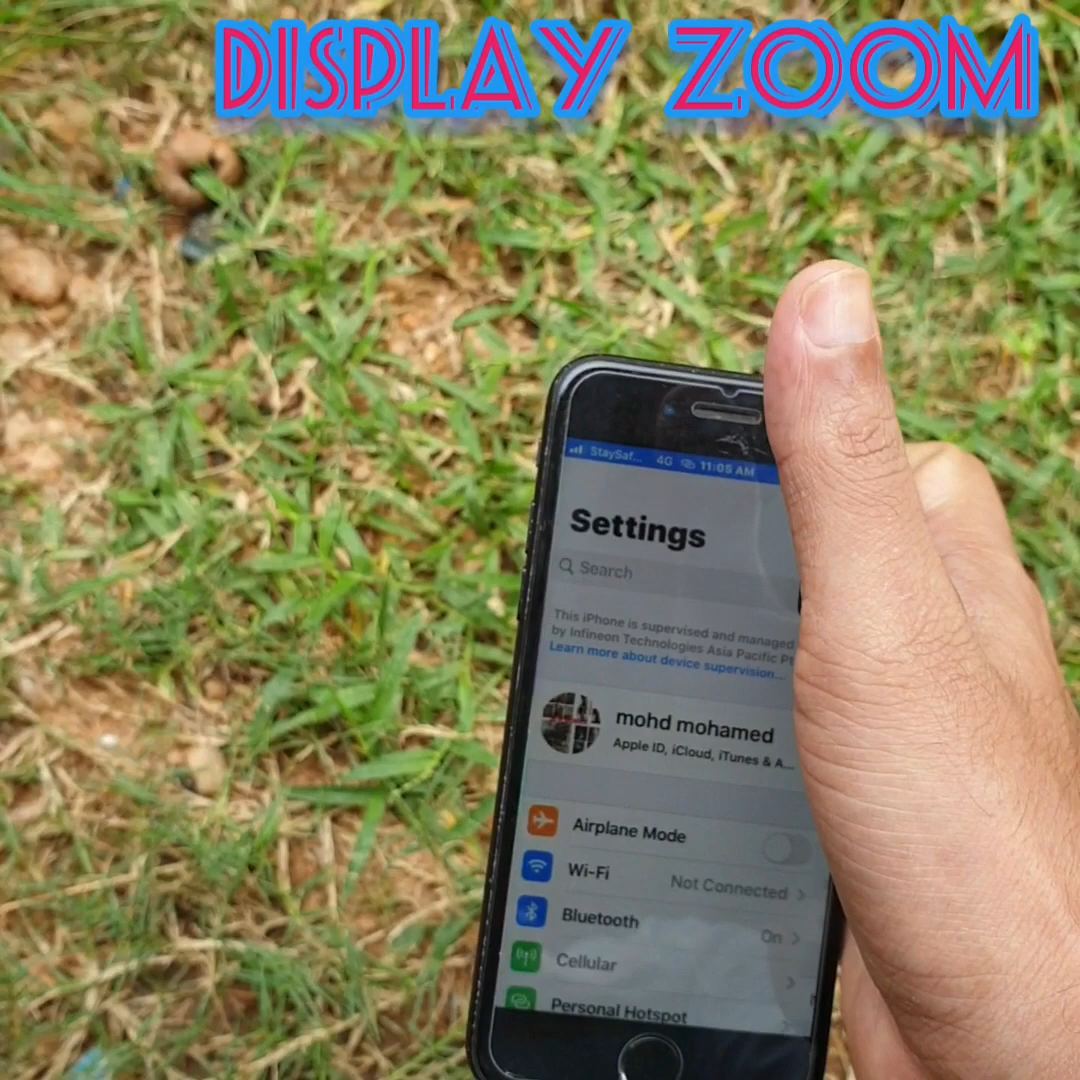 DISPLAY ZOOM
StaySaf... 4G 11:05 AM
Settings
Search
This iPhone is supervised and managed
by Infineon Technologies Asia Pacific
Learn more about device supervision...
mohd mohamed
Apple ID, iCloud, iTunes & A...
Airplane Mode
Wi-Fi Not Connected
Bluetooth On
Cellular
Personal Hotspot